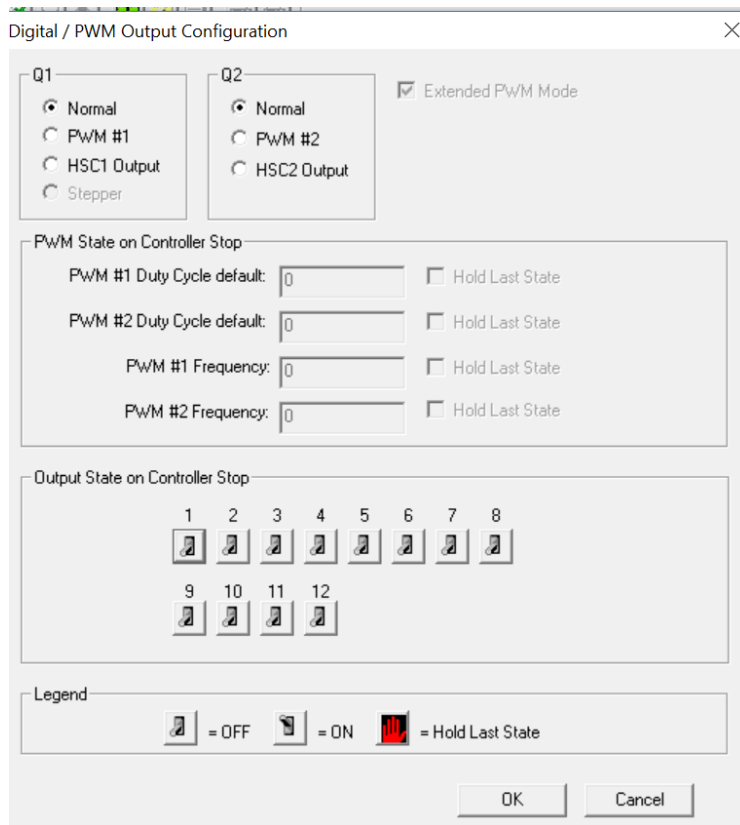 Digital / PWM Output Configuration
Q1
Q2
Normal
PWM #1
HSC1 Output
Stepper
Normal
PWM #2
HSC2 Output
Extended PWM Mode
PWM State on Controller Stop
PWM #1 Duty Cycle default: 0 Hold Last State
PWM #2 Duty Cycle default: 0 Hold Last State
PWM #1 Frequency: 0 Hold Last State
PWM #2 Frequency: 0 Hold Last State
Output State on Controller Stop
1 2 3 4 5 6 7 8
9 10 11 12
Legend
= OFF = ON = Hold Last State
OK Cancel